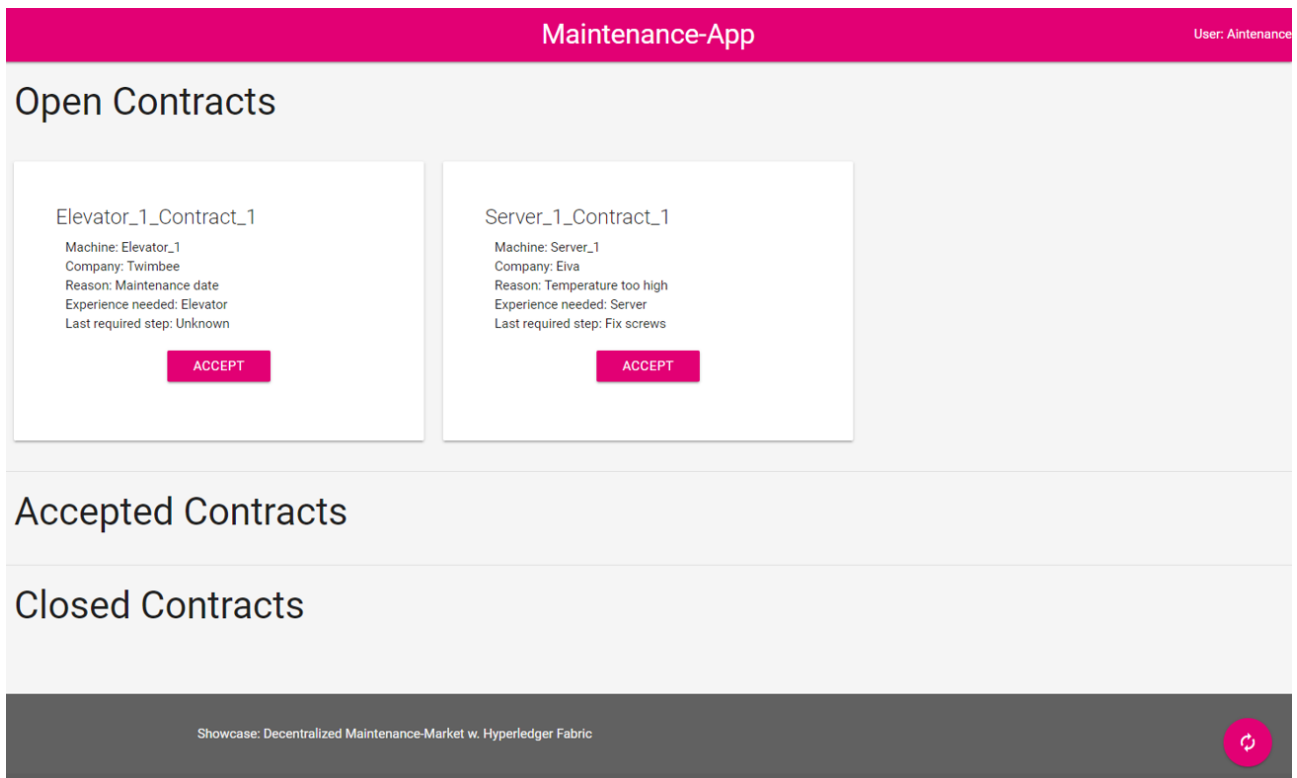 Maintenance-App
User: Aintenance
Open Contracts
Elevator_1_Contract_1
Machine: Elevator_1
Company: Twimbee
Reason: Maintenance date
Experience needed: Elevator
Last required step: Unknown
ACCEPT
Server_1_Contract_1
Machine: Server_1
Company: Eiva
Reason: Temperature too high
Experience needed: Server
Last required step: Fix screws
ACCEPT
Accepted Contracts
Closed Contracts
Showcase: Decentralized Maintenance-Market w. Hyperledger Fabric